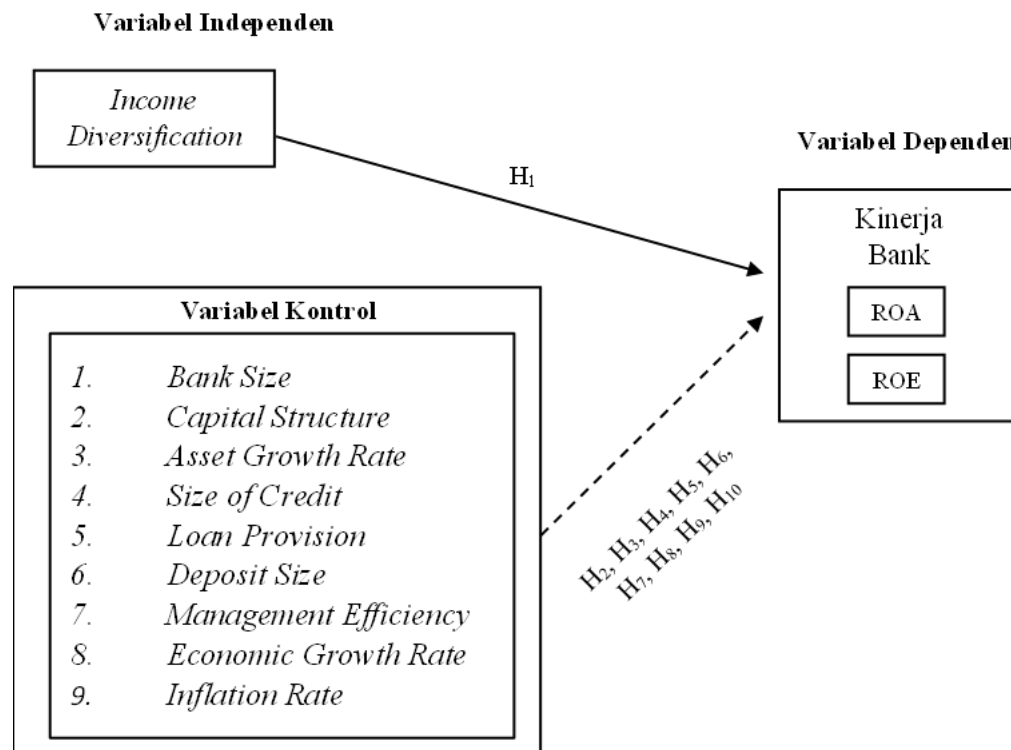 Variabel Independen
Income
Diversification
H₁
Variabel Dependen
Kinerja
Bank
ROA
ROE
Variabel Kontrol
1. Bank Size
2. Capital Structure
3. Asset Growth Rate
4. Size of Credit
5. Loan Provision
6. Deposit Size
7. Management Efficiency
8. Economic Growth Rate
9. Inflation Rate
H₂, H₃, H₄, H₅, H₆,
H₇, H₈, H₉, H₁₀